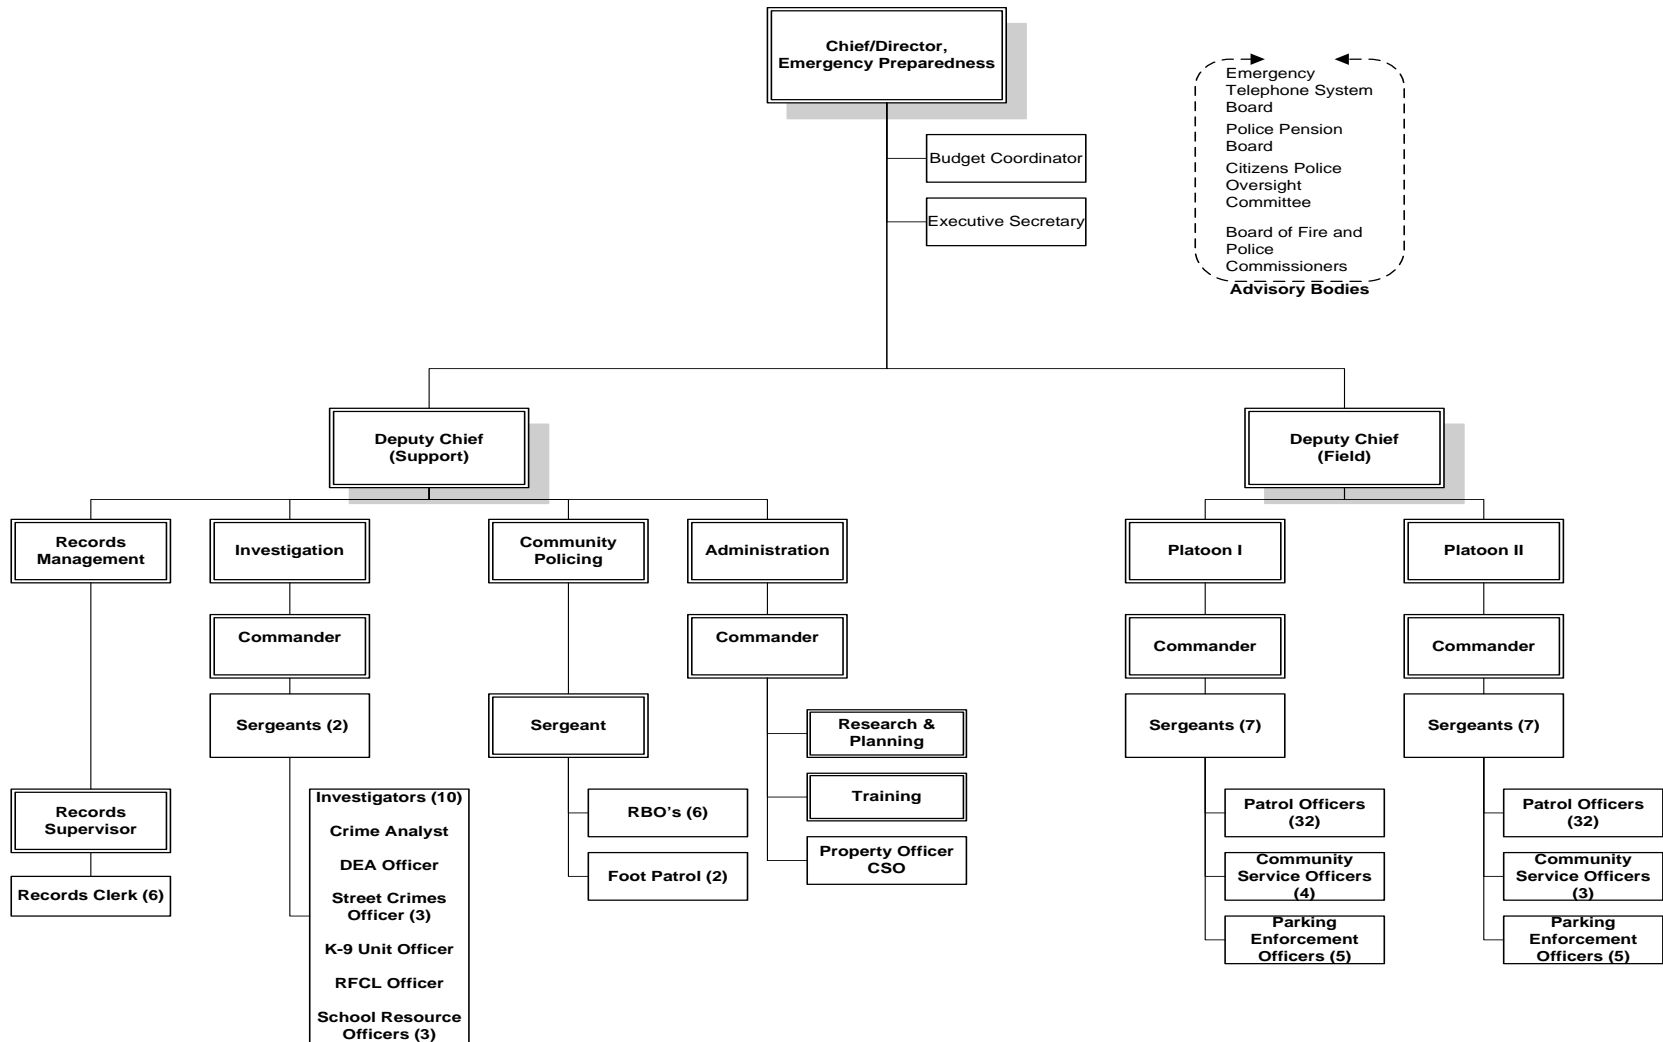 Chief/Director,
Emergency Preparedness
Budget Coordinator
Executive Secretary
Emergency
Telephone System
Board
Police Pension
Board
Citizens Police
Oversight
Committee
Board of Fire and
Police
Commissioners
Advisory Bodies
Deputy Chief
(Support)
Deputy Chief
(Field)
Records
Management
Records
Supervisor
Records Clerk (6)
Investigation
Commander
Sergeants (2)
Investigators (10)
Crime Analyst
DEA Officer
Street Crimes
Officer (3)
K-9 Unit Officer
RFCL Officer
School Resource
Officers (3)
Community
Policing
Sergeant
RBO's (6)
Foot Patrol (2)
Administration
Commander
Research &
Planning
Training
Property Officer
CSO
Platoon I
Commander
Sergeants (7)
Patrol Officers
(32)
Community
Service Officers
(4)
Parking
Enforcement
Officers (5)
Platoon II
Commander
Sergeants (7)
Patrol Officers
(32)
Community
Service Officers
(3)
Parking
Enforcement
Officers (5)